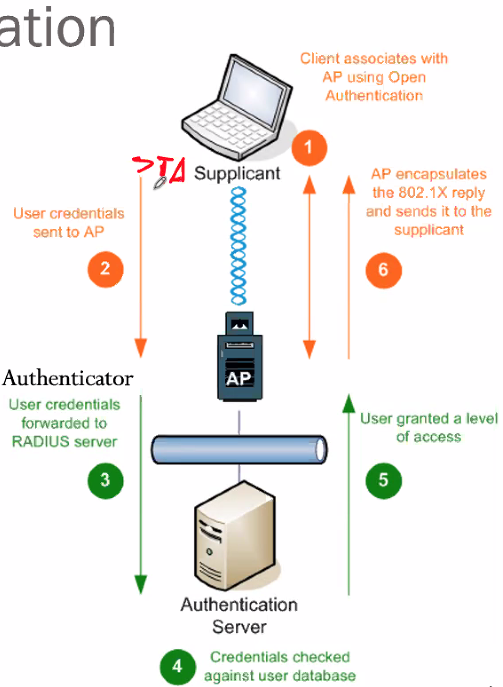 ation
Client associates with
AP using Open
Authentication
1
STA
Supplicant
User credentials
sent to AP
2
AP encapsulates
the 802.1X reply
and sends it to the
supplicant
6
AP
Authenticator
User credentials
forwarded to
RADIUS server
3
User granted a level
of access
5
Authentication
Server
4
Credentials checked
against user database